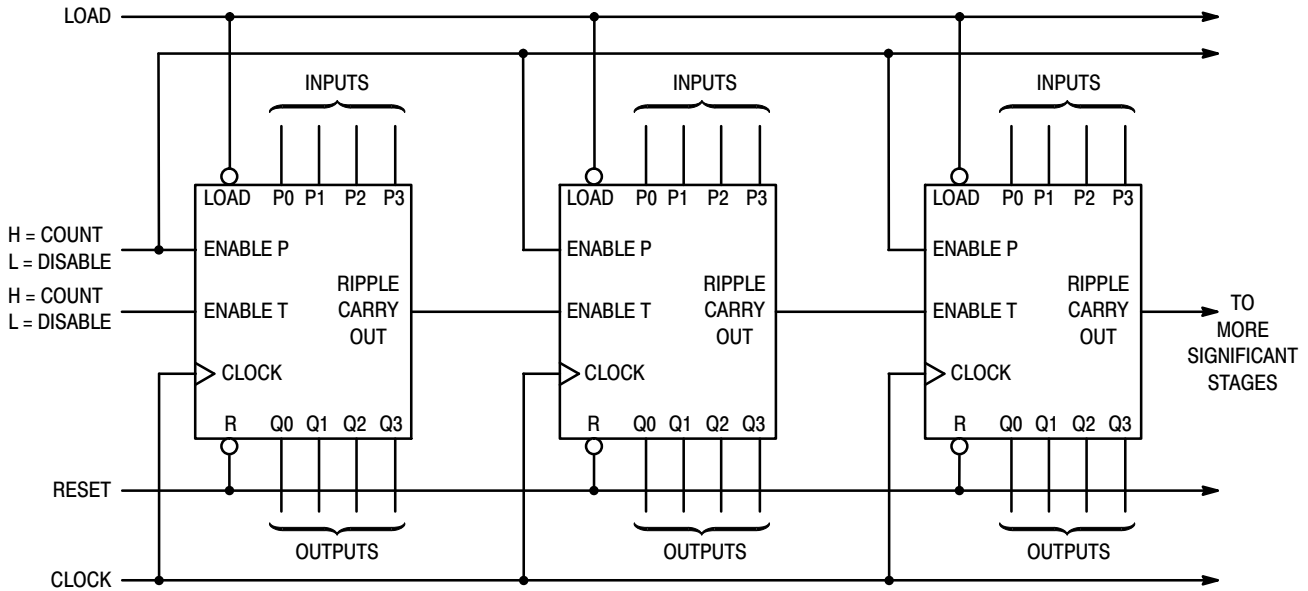 LOAD
INPUTS
INPUTS
INPUTS
LOAD P0 P1 P2 P3
LOAD P0 P1 P2 P3
LOAD P0 P1 P2 P3
H = COUNT
L = DISABLE
ENABLE P
ENABLE P
ENABLE P
H = COUNT
L = DISABLE
ENABLE T
RIPPLE
CARRY
OUT
ENABLE T
RIPPLE
CARRY
OUT
ENABLE T
RIPPLE
CARRY
OUT
TO
MORE
SIGNIFICANT
STAGES
CLOCK
CLOCK
CLOCK
R Q0 Q1 Q2 Q3
R Q0 Q1 Q2 Q3
R Q0 Q1 Q2 Q3
RESET
OUTPUTS
OUTPUTS
OUTPUTS
CLOCK